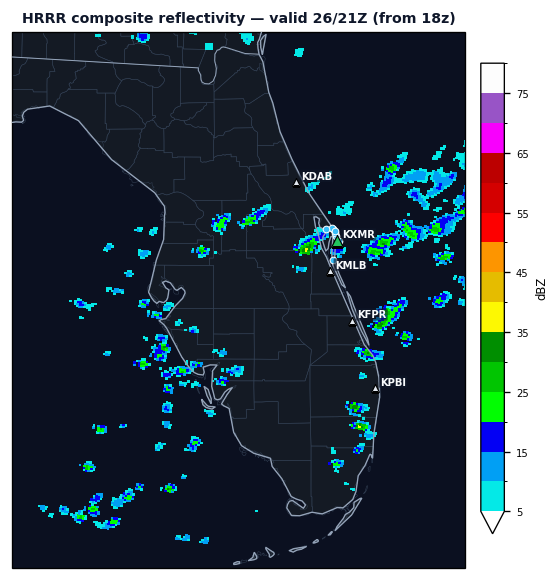 HRRR composite reflectivity — valid 26/21Z (from 18z)
KDAB
KXMR
KMLB
KFPR
KPBI
75
65
55
45
35
25
15
5
dBZ